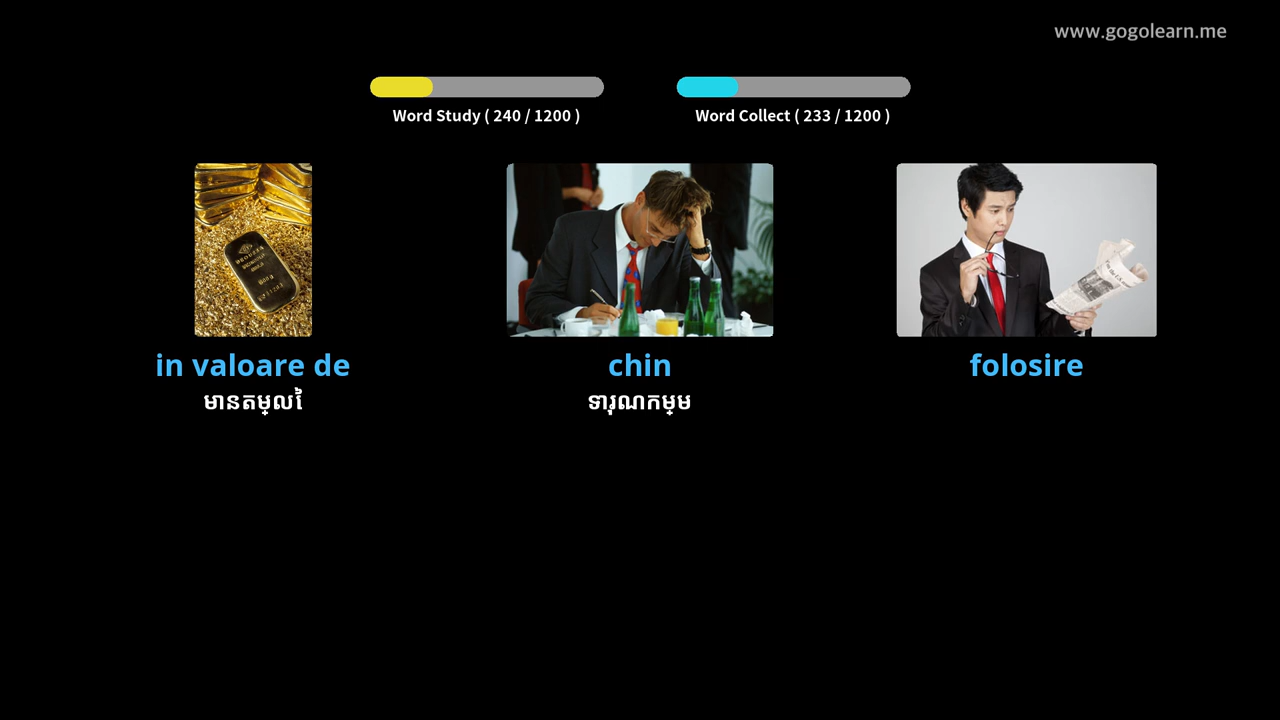 www.gogolearn.me
Word Study ( 240 / 1200 )
Word Collect ( 233 / 1200 )
in valoare de
chin
folosire
មានតម្លៃ
ទារុណកម្ម